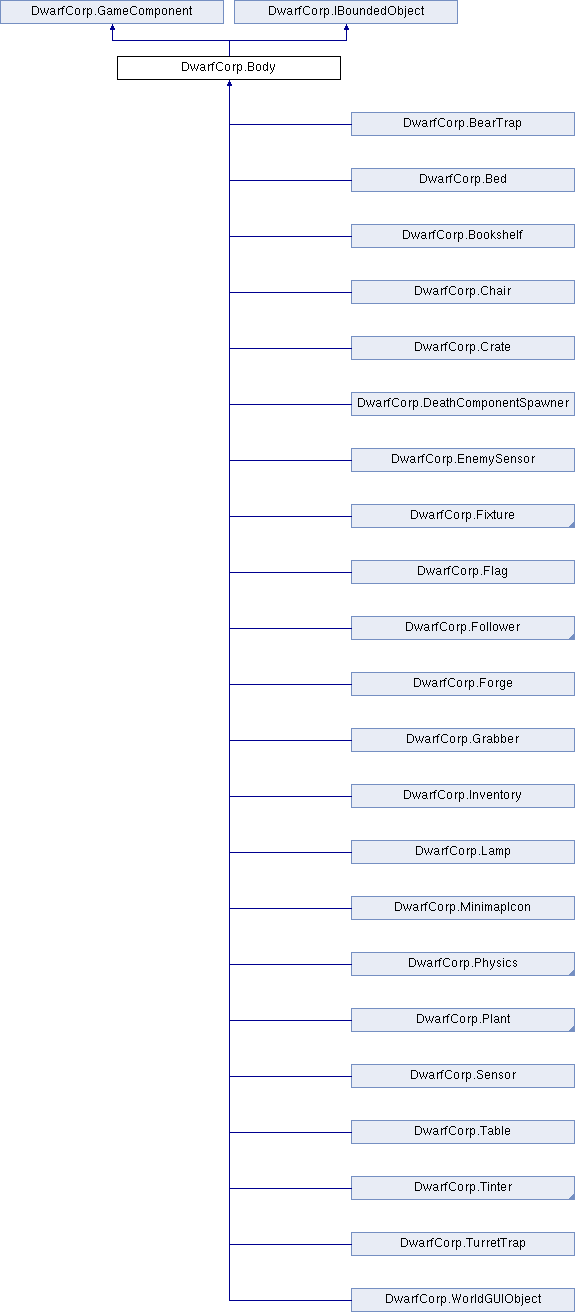 DwarfCorp.GameComponent
DwarfCorp.IBoundedObject
DwarfCorp.Body
DwarfCorp.BearTrap
DwarfCorp.Bed
DwarfCorp.Bookshelf
DwarfCorp.Chair
DwarfCorp.Crate
DwarfCorp.DeathComponentSpawner
DwarfCorp.EnemySensor
DwarfCorp.Fixture
DwarfCorp.Flag
DwarfCorp.Follower
DwarfCorp.Forge
DwarfCorp.Grabber
DwarfCorp.Inventory
DwarfCorp.Lamp
DwarfCorp.MinimapIcon
DwarfCorp.Physics
DwarfCorp.Plant
DwarfCorp.Sensor
DwarfCorp.Table
DwarfCorp.Tinter
DwarfCorp.TurretTrap
DwarfCorp.WorldGUIObject